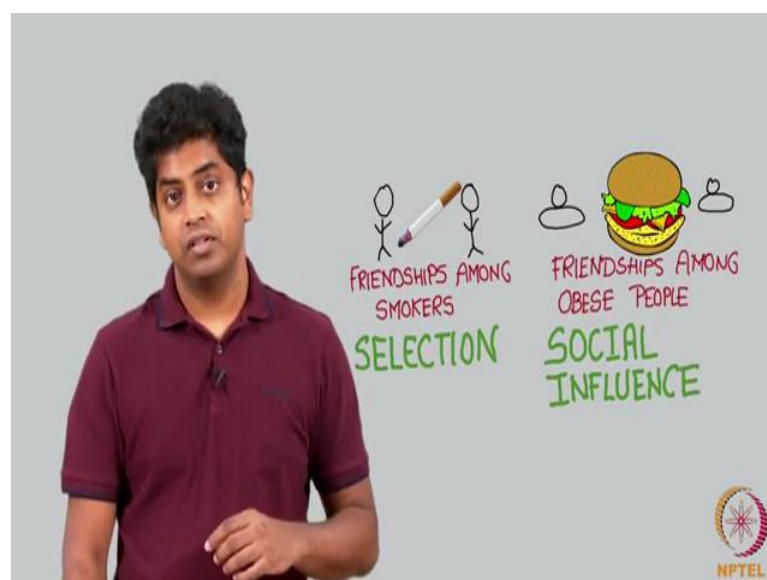 FRIENDSHIPS AMONG
SMOKERS
SELECTION
FRIENDSHIPS AMONG
OBESE PEOPLE
SOCIAL
INFLUENCE
NPTEL